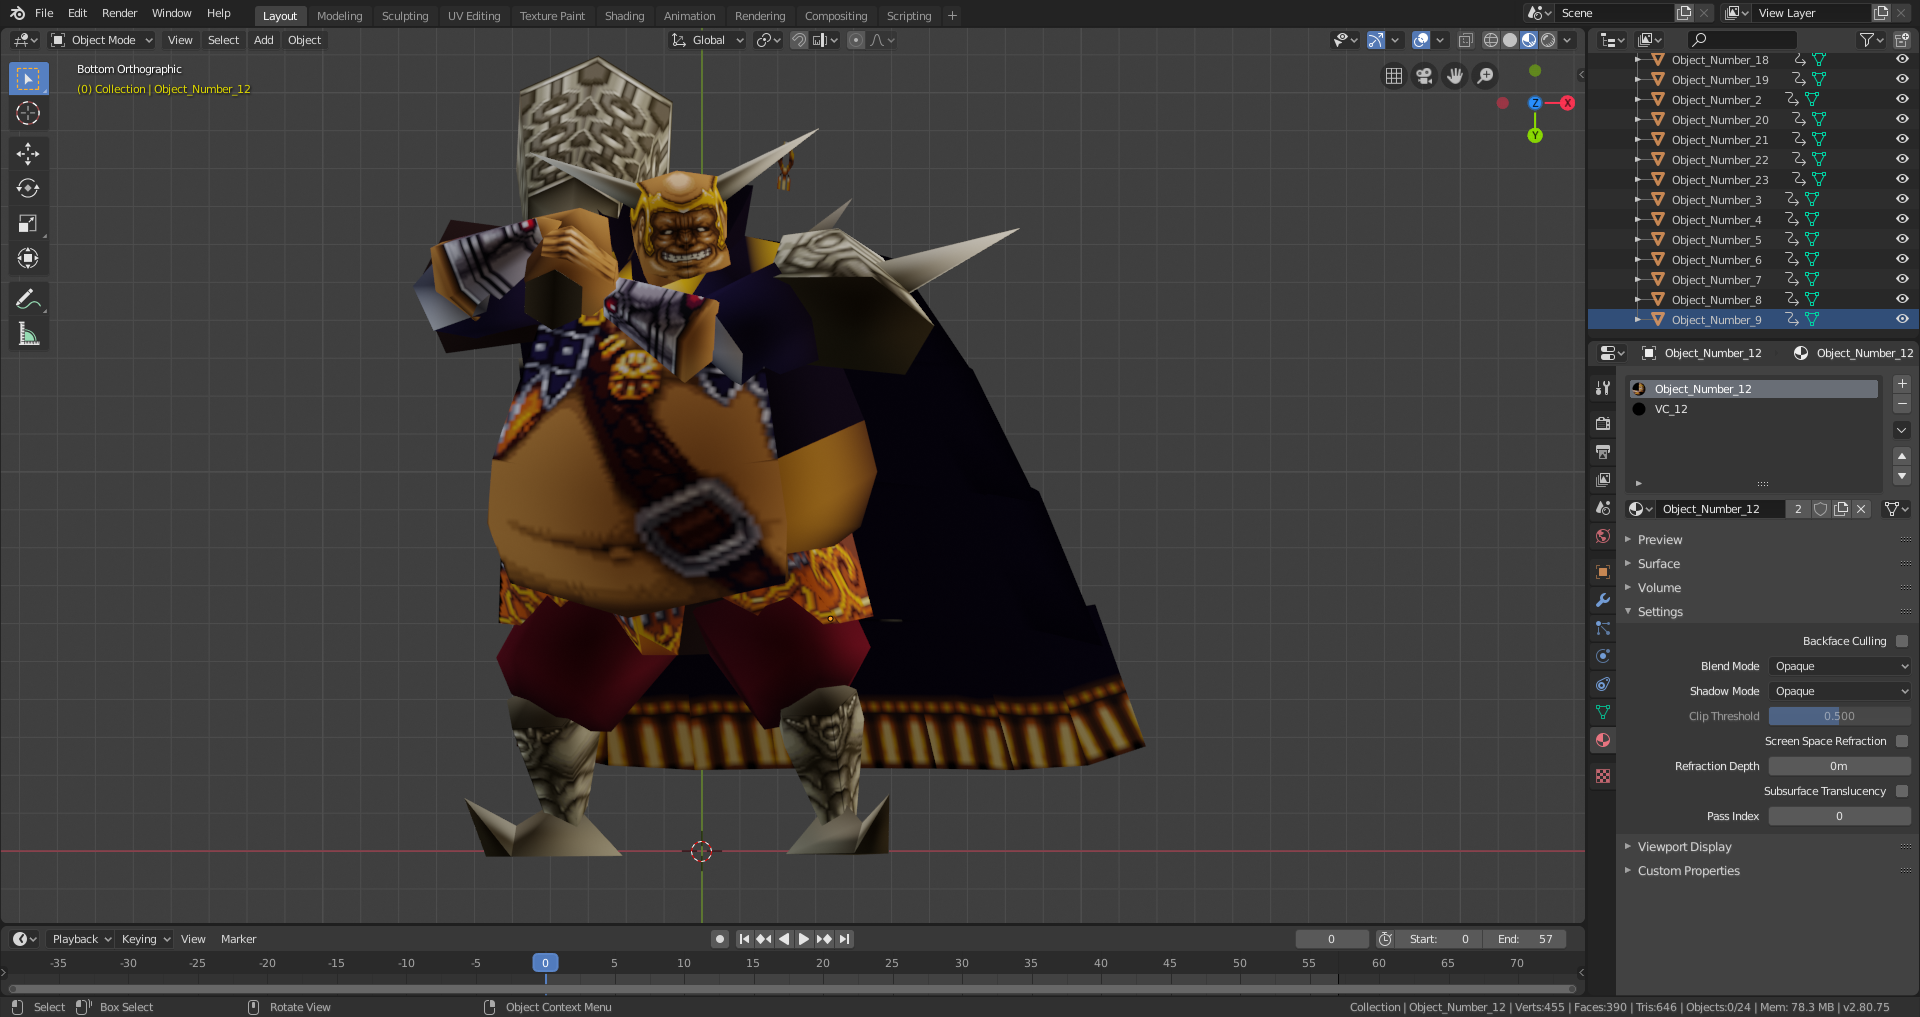 File Edit Render Window Help Layout Modeling Sculpting UV Editing Texture Paint Shading Animation Rendering Compositing Scripting + Scene View Layer
Object Mode View Select Add Object Global
Bottom Orthographic
(0) Collection | Object_Number_12
Z X
Y
Object_Number_18
Object_Number_19
Object_Number_2
Object_Number_20
Object_Number_21
Object_Number_22
Object_Number_23
Object_Number_3
Object_Number_4
Object_Number_5
Object_Number_6
Object_Number_7
Object_Number_8
Object_Number_9
Object_Number_12 Object_Number_12
Object_Number_12
VC_12
Object_Number_12 2
Preview
Surface
Volume
Settings
Backface Culling
Blend Mode Opaque
Shadow Mode Opaque
Clip Threshold 0.500
Screen Space Refraction
Refraction Depth 0m
Subsurface Translucency
Pass Index 0
Viewport Display
Custom Properties
Playback Keying View Marker 0 Start: 0 End: 57
-35 -30 -25 -20 -15 -10 -5 0 5 10 15 20 25 30 35 40 45 50 55 60 65 70
Select Box Select Rotate View Object Context Menu Collection | Object_Number_12 | Verts:455 | Faces:390 | Tris:646 | Objects:0/24 | Mem: 78.3 MB | v2.80.75